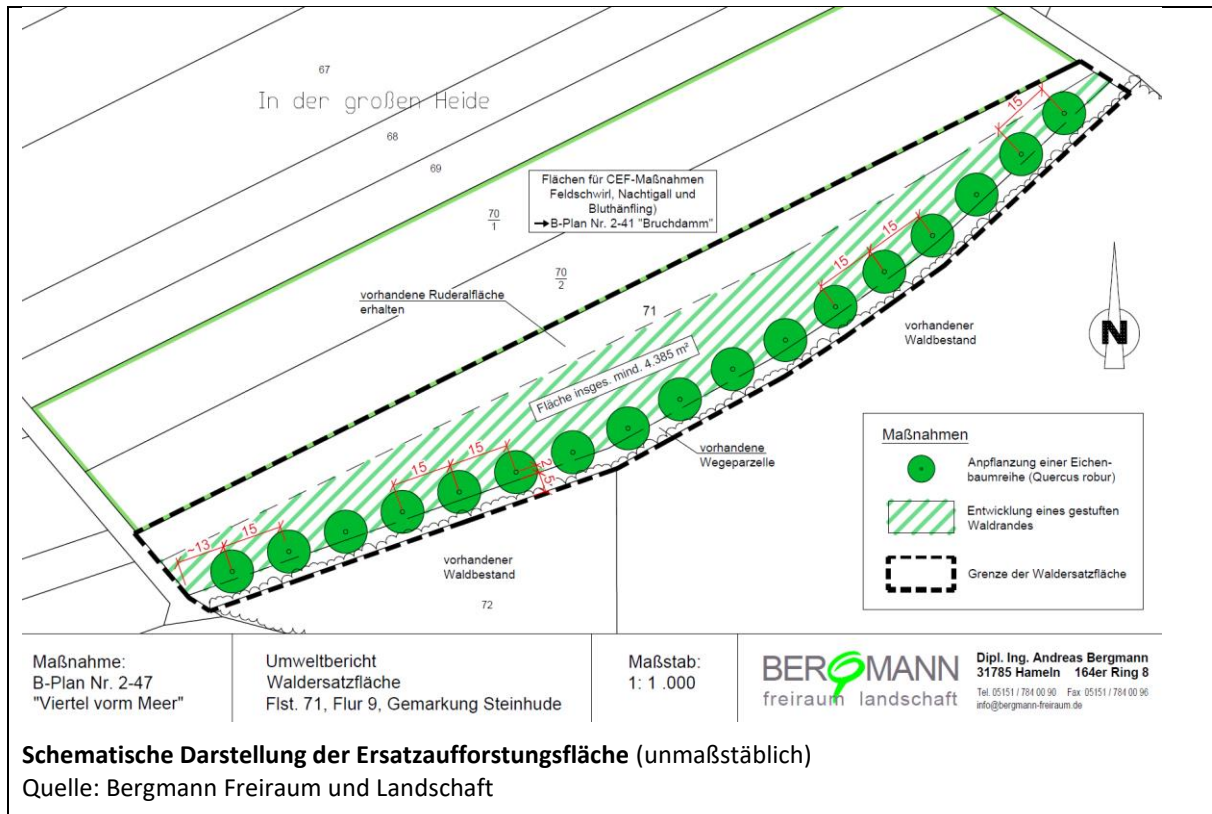 67
In der großen Heide
68
69
70
1
Flächen für CEF-Maßnahmen
Feldschwirl, Nachtigall und
Bluthänfling)
→B-Plan Nr. 2-41 "Bruchdamm"
70
2
vorhandene Ruderalfläche
erhalten
71
15
15
15
Fläche insges. mind. 4.385 m²
vorhandener
Waldbestand
N
vorhandene
Wegeparzelle
15
15
2
5
~13
15
vorhandener
Waldbestand
72
Maßnahmen
Anpflanzung einer Eichen-
baumreihe (Quercus robur)
Entwicklung eines gestuften
Waldrandes
Grenze der Waldersatzfläche
Maßnahme:
B-Plan Nr. 2-47
"Viertel vorm Meer"
Umweltbericht
Waldersatzfläche
Flst. 71, Flur 9, Gemarkung Steinhude
Maßstab:
1: 1 .000
BERGMANN
freiraum landschaft
Dipl. Ing. Andreas Bergmann
31785 Hameln 164er Ring 8
Tel. 05151 / 784 00 90 Fax 05151 / 784 00 96
info@bergmann-freiraum.de
Schematische Darstellung der Ersatzaufforstungsfläche (unmaßstäblich)
Quelle: Bergmann Freiraum und Landschaft